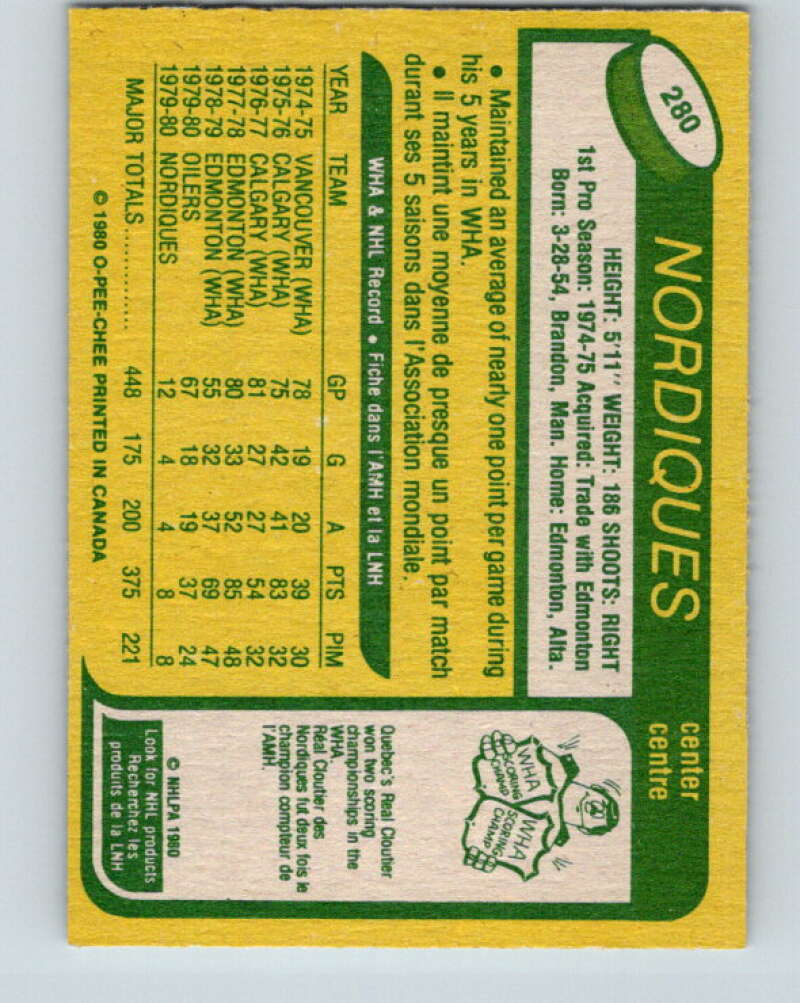 280
NORDIQUES
center
centre
HEIGHT: 5'11" WEIGHT: 186 SHOOTS: RIGHT
1st Pro Season: 1974-75 Acquired: Trade with Edmonton
Born: 3-28-54, Brandon, Man. Home: Edmonton, Alta.
• Maintained an average of nearly one point per game during
his 5 years in WHA.
• Il maintint une moyenne de presque un point par match
durant ses 5 saisons dans l'Association mondiale.
WHA & NHL Record • Fiche dans l'AMH et la LNH
YEAR TEAM GP G A PTS PIM
1974-75 VANCOUVER (WHA) 78 19 20 39 30
1975-76 CALGARY (WHA) 75 42 41 83 32
1976-77 CALGARY (WHA) 81 27 27 54 32
1977-78 EDMONTON (WHA) 80 33 52 85 48
1978-79 EDMONTON (WHA) 55 32 37 69 47
1979-80 OILERS 67 18 19 37 24
1979-80 NORDIQUES 12 4 4 8 8
MAJOR TOTALS ............. 448 175 200 375 221
© 1980 O-PEE-CHEE PRINTED IN CANADA
WHA
SCORING
CHAMP
WHA
SCORING
CHAMP
Quebec's Real Cloutier
won two scoring
championships in the
WHA.
Real Cloutier des
Nordiques fut deux fois le
champion compteur de
l'AMH.
© NHLPA 1980
Look for NHL products
Recherchez les
produits de la LNH